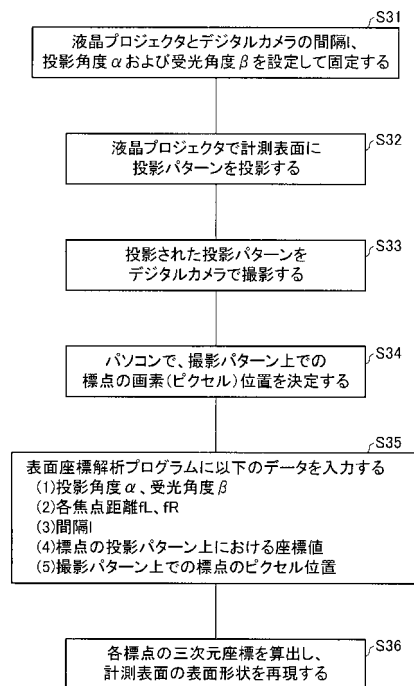 S31
液晶プロジェクタとデジタルカメラの間隔l、
投影角度αおよび受光角度βを設定して固定する
S32
液晶プロジェクタで計測表面に
投影パターンを投影する
S33
投影された投影パターンを
デジタルカメラで撮影する
S34
パソコンで、撮影パターン上での
標点の画素(ピクセル)位置を決定する
S35
表面座標解析プログラムに以下のデータを入力する
(1)投影角度α、受光角度β
(2)各焦点距離fL、fR
(3)間隔l
(4)標点の投影パターン上における座標値
(5)撮影パターン上での標点のピクセル位置
S36
各標点の三次元座標を算出し、
計測表面の表面形状を再現する